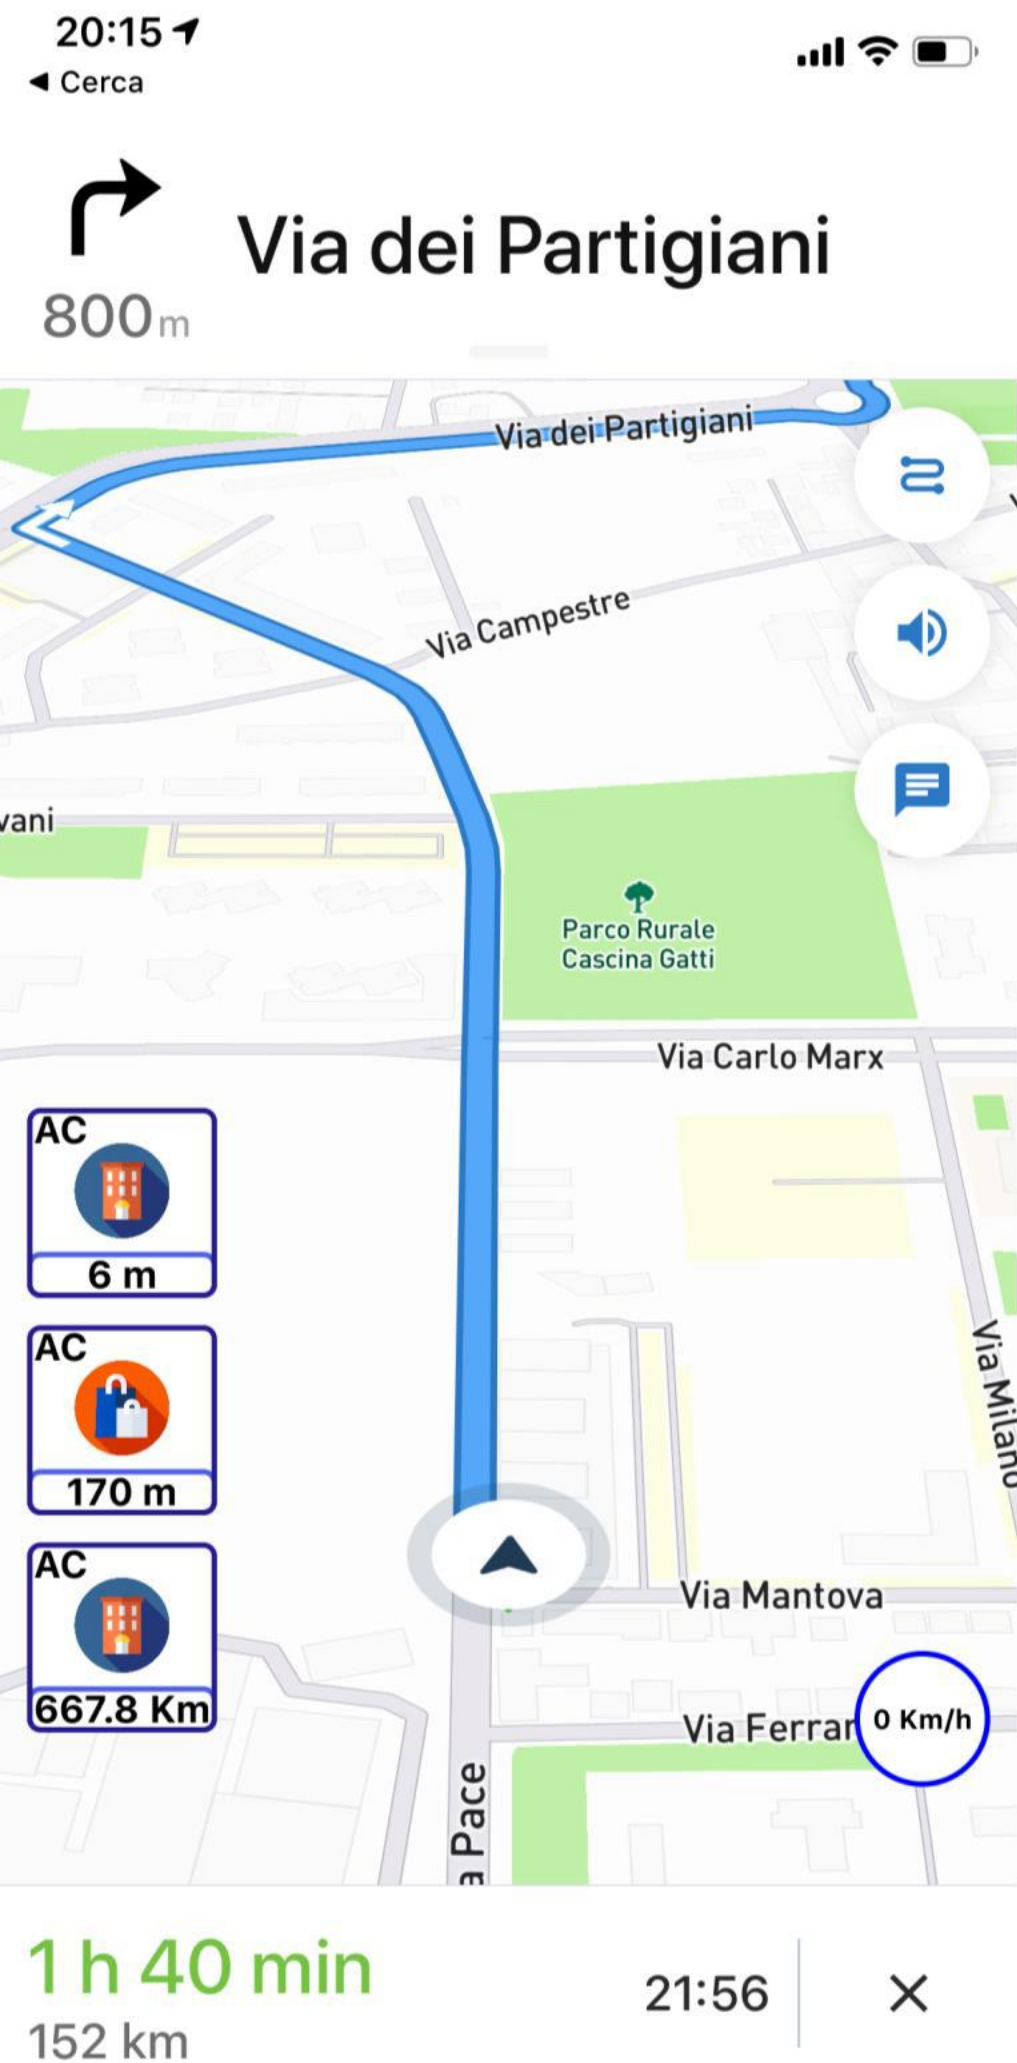 20:15
◀ Cerca
Via dei Partigiani
800 m
Via dei Partigiani
Via Campestre
vani
Parco Rurale
Cascina Gatti
Via Carlo Marx
AC
6 m
AC
170 m
Via Milano
AC
667.8 Km
Via Mantova
Via Ferrar
0 Km/h
a Pace
1 h 40 min
152 km
21:56